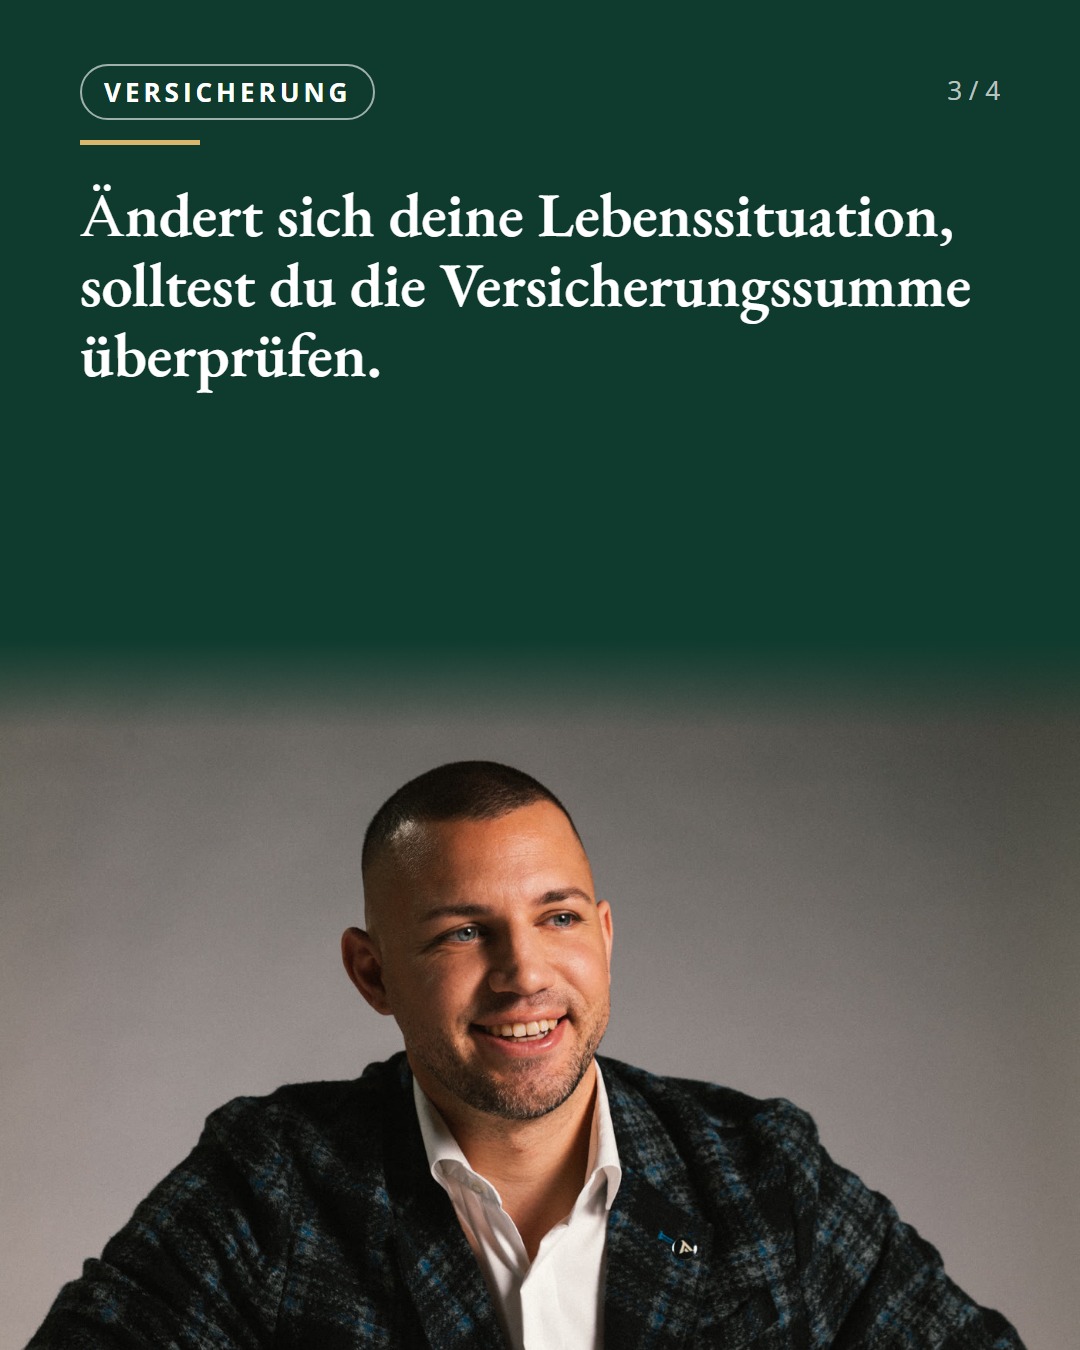 VERSICHERUNG
3 / 4
Ändert sich deine Lebenssituation,
solltest du die Versicherungssumme
überprüfen.